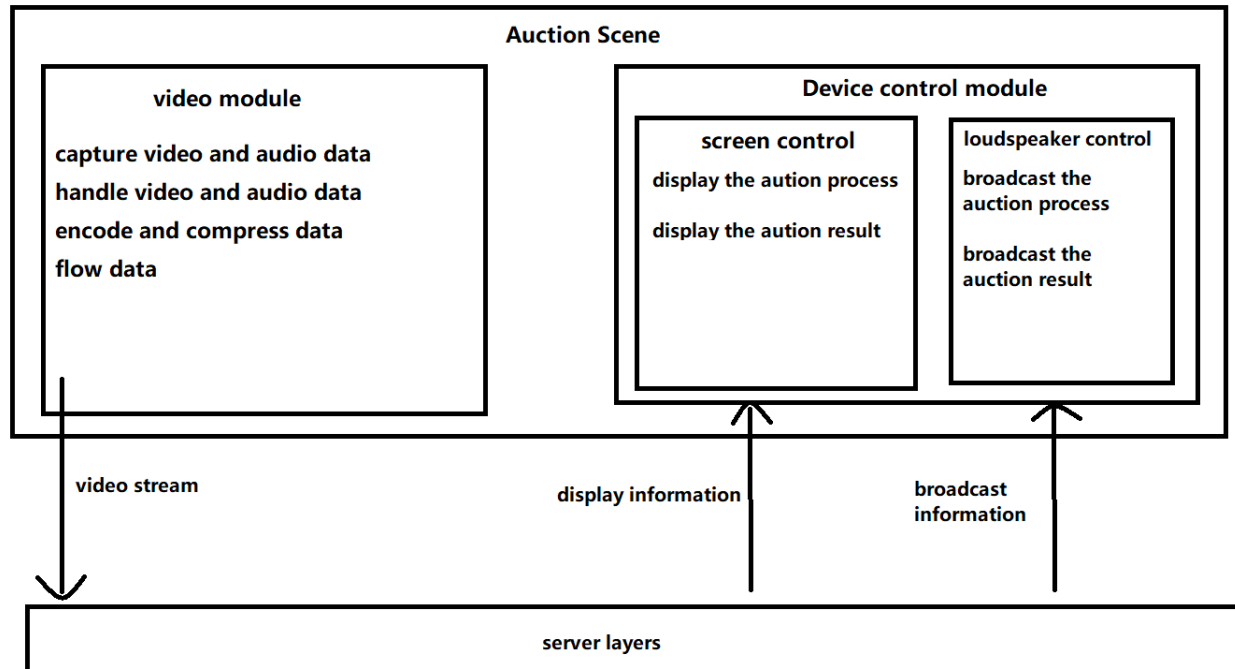 Auction Scene
video module
capture video and audio data
handle video and audio data
encode and compress data
flow data
Device control module
screen control
display the aution process
display the aution result
loudspeaker control
broadcast the
auction process
broadcast the
auction result
video stream
display information
broadcast
information
server layers